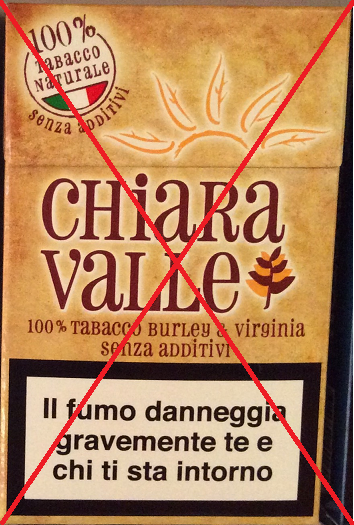 100%
TABACCO
NATURALE
senza additivi
CHiaRa
VaLLe
100% TABACCO BURLEY & virginia
senza additivi
Il fumo danneggia
gravemente te e
chi ti sta intorno